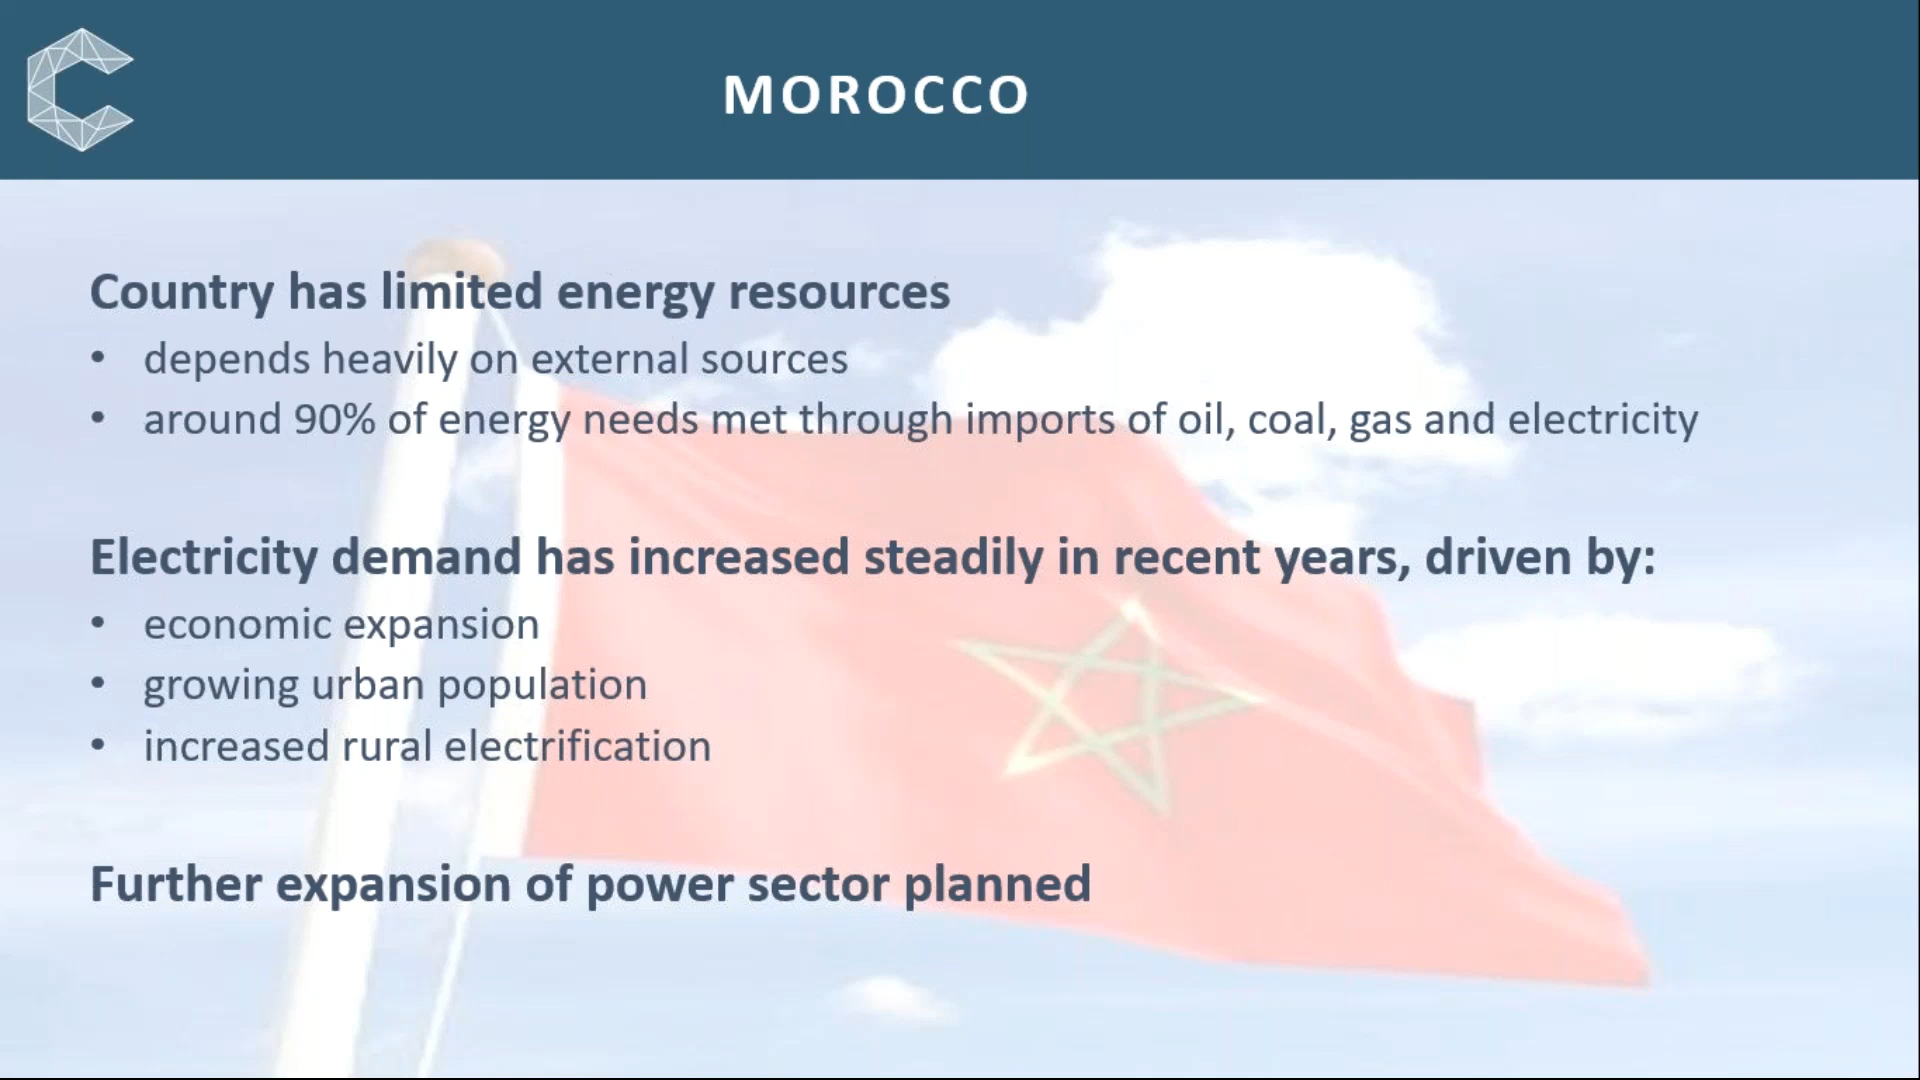 MOROCCO
Country has limited energy resources
• depends heavily on external sources
• around 90% of energy needs met through imports of oil, coal, gas and electricity
Electricity demand has increased steadily in recent years, driven by:
• economic expansion
• growing urban population
• increased rural electrification
Further expansion of power sector planned